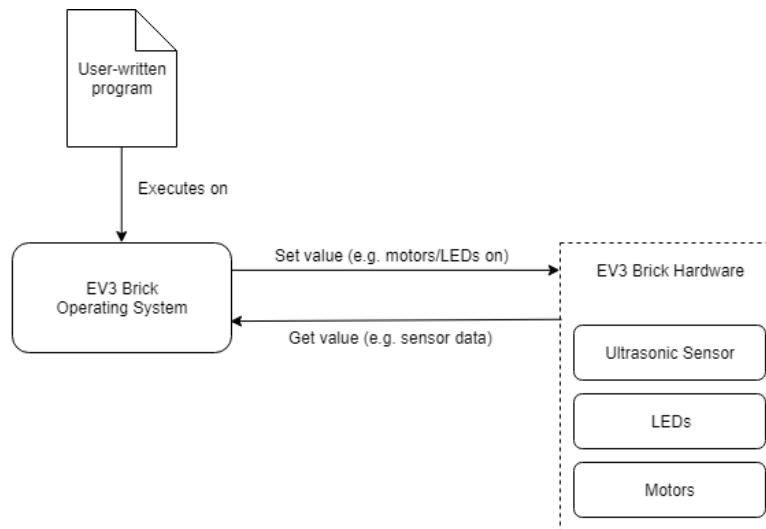 User-written
program
Executes on
EV3 Brick
Operating System
Set value (e.g. motors/LEDs on)
Get value (e.g. sensor data)
EV3 Brick Hardware
Ultrasonic Sensor
LEDs
Motors